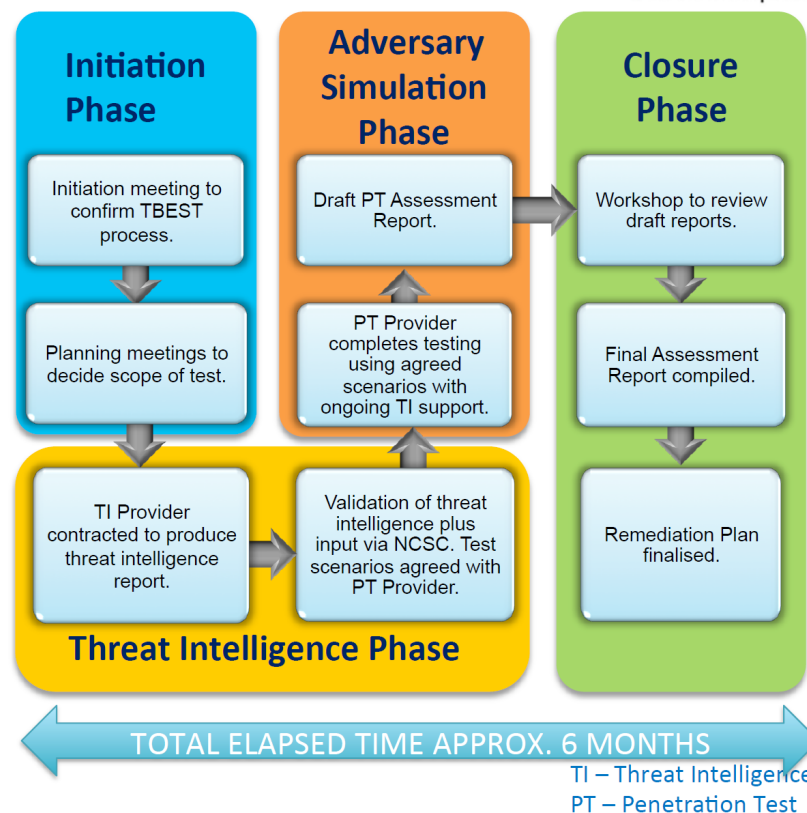 Initiation
Phase
Initiation meeting to
confirm TBEST
process.
Planning meetings to
decide scope of test.
TI Provider
contracted to produce
threat intelligence
report.
Validation of threat
intelligence plus
input via NCSC. Test
scenarios agreed with
PT Provider.
Threat Intelligence Phase
Adversary
Simulation
Phase
PT Provider
completes testing
using agreed
scenarios with
ongoing TI support.
Draft PT Assessment
Report.
Closure
Phase
Workshop to review
draft reports.
Final Assessment
Report compiled.
Remediation Plan
finalised.
TOTAL ELAPSED TIME APPROX. 6 MONTHS
TI – Threat Intelligence
PT – Penetration Test